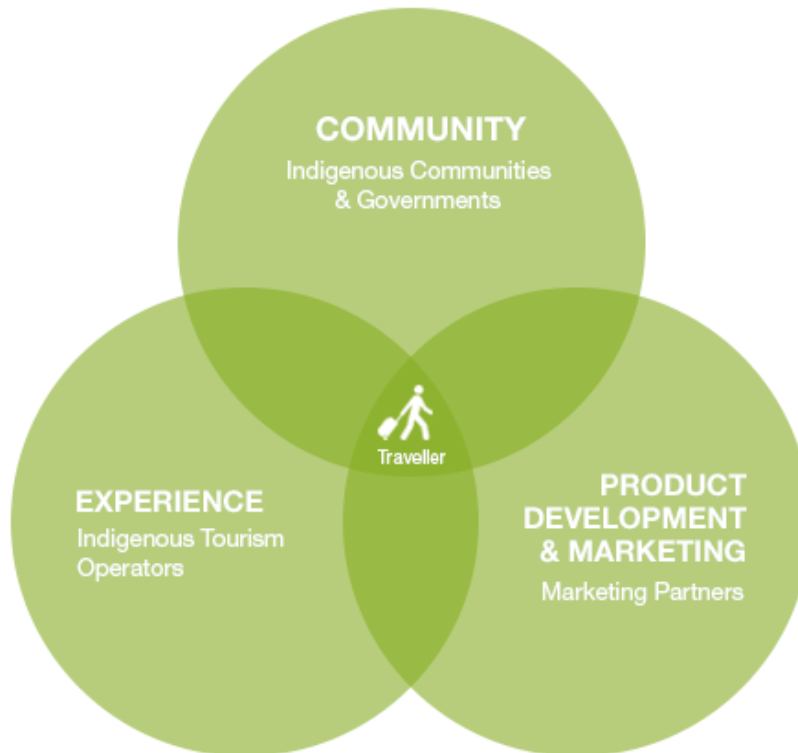 COMMUNITY
Indigenous Communities
& Governments
Traveller
EXPERIENCE
Indigenous Tourism
Operators
PRODUCT
DEVELOPMENT
& MARKETING
Marketing Partners